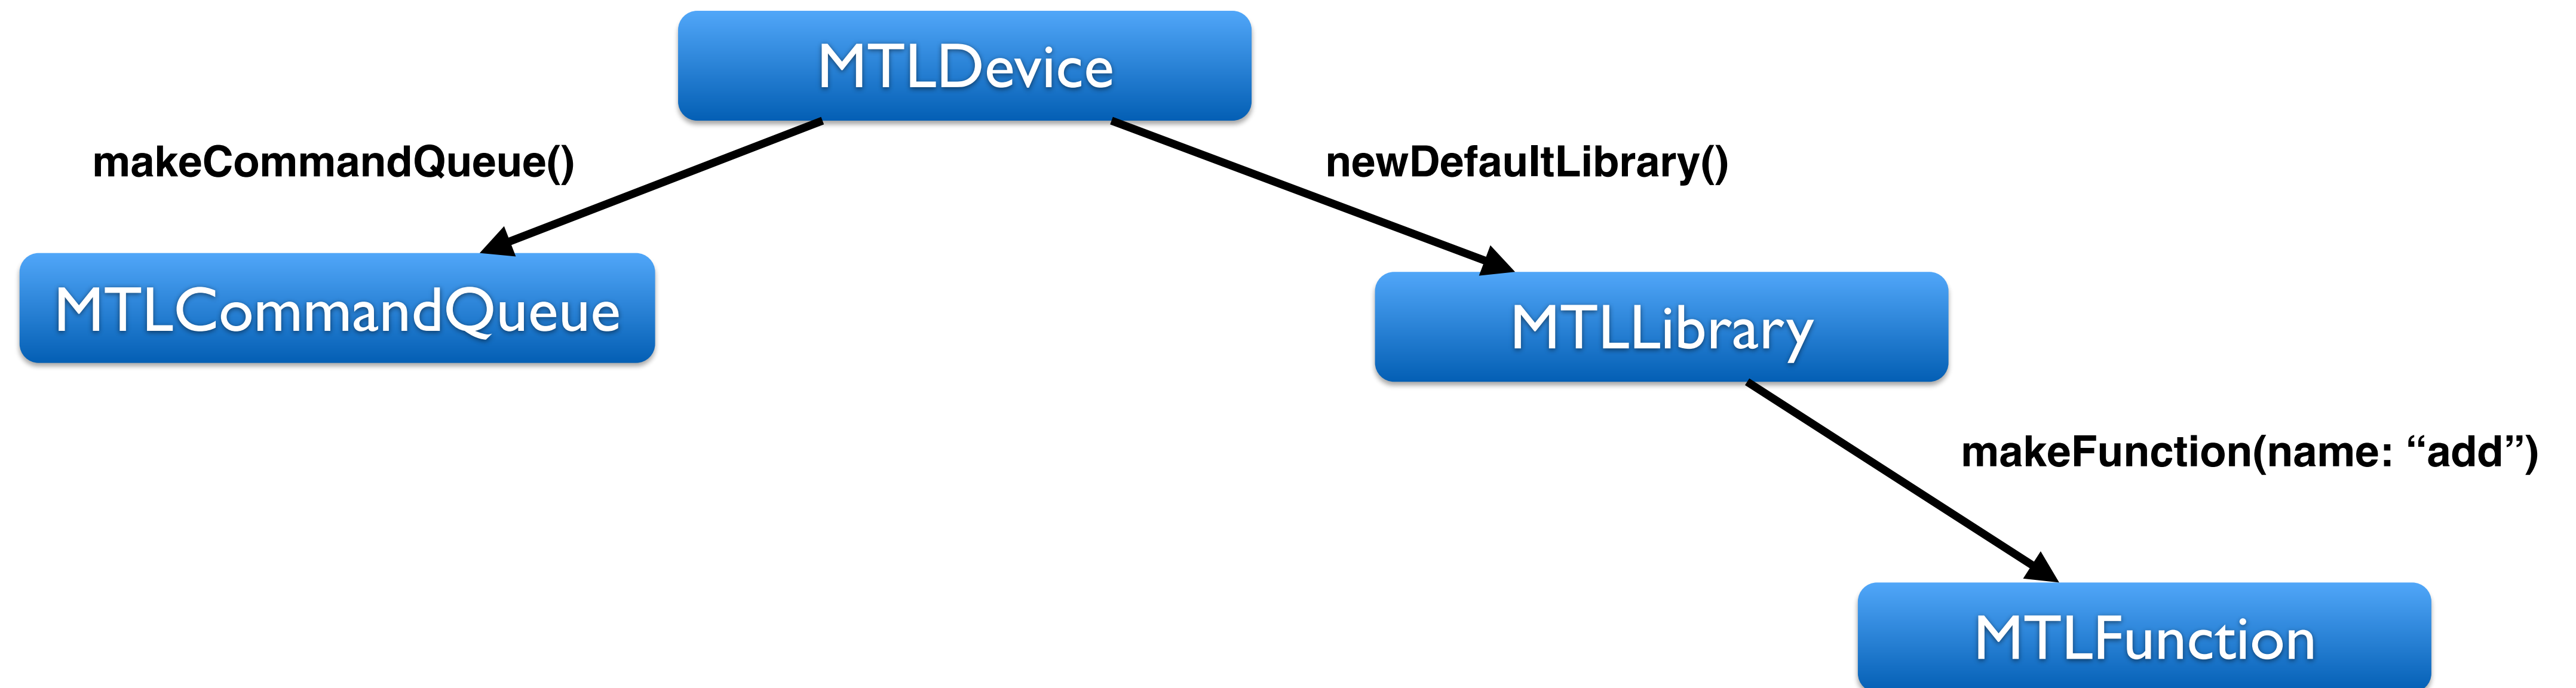 MTLDevice
makeCommandQueue()
newDefaultLibrary()
MTLCommandQueue
MTLLibrary
makeFunction(name: “add”)
MTLFunction